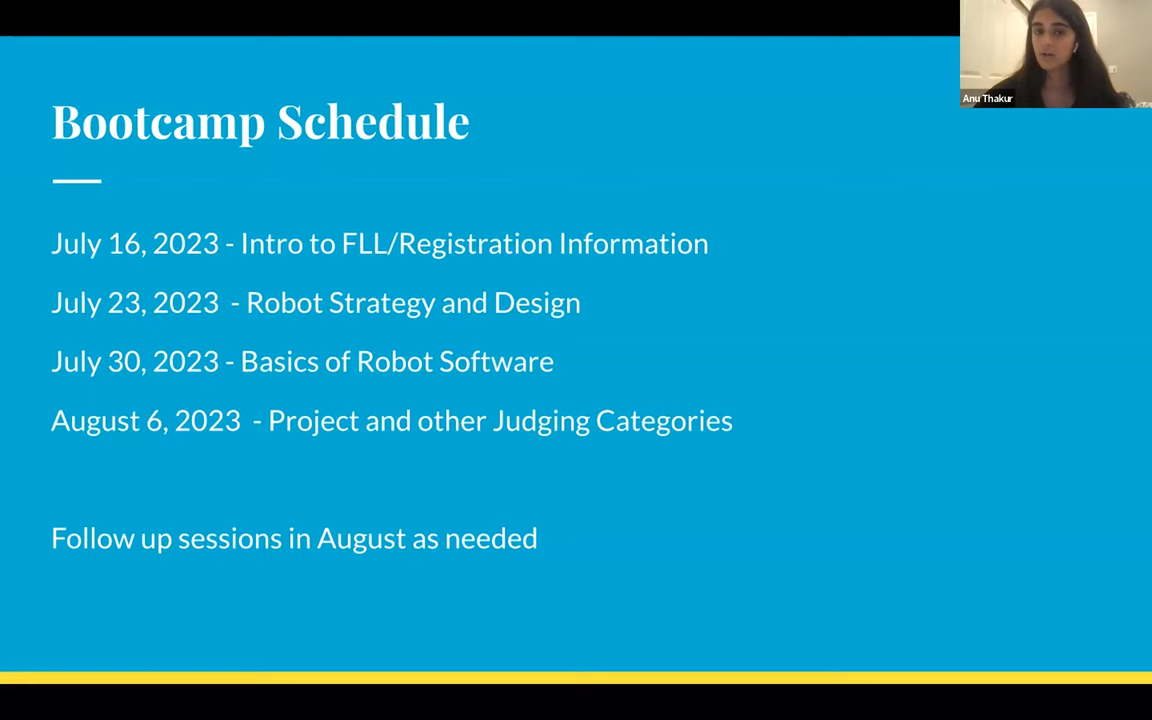 Anu Thakur
Bootcamp Schedule
July 16, 2023 - Intro to FLL/Registration Information
July 23, 2023 - Robot Strategy and Design
July 30, 2023 - Basics of Robot Software
August 6, 2023 - Project and other Judging Categories
Follow up sessions in August as needed